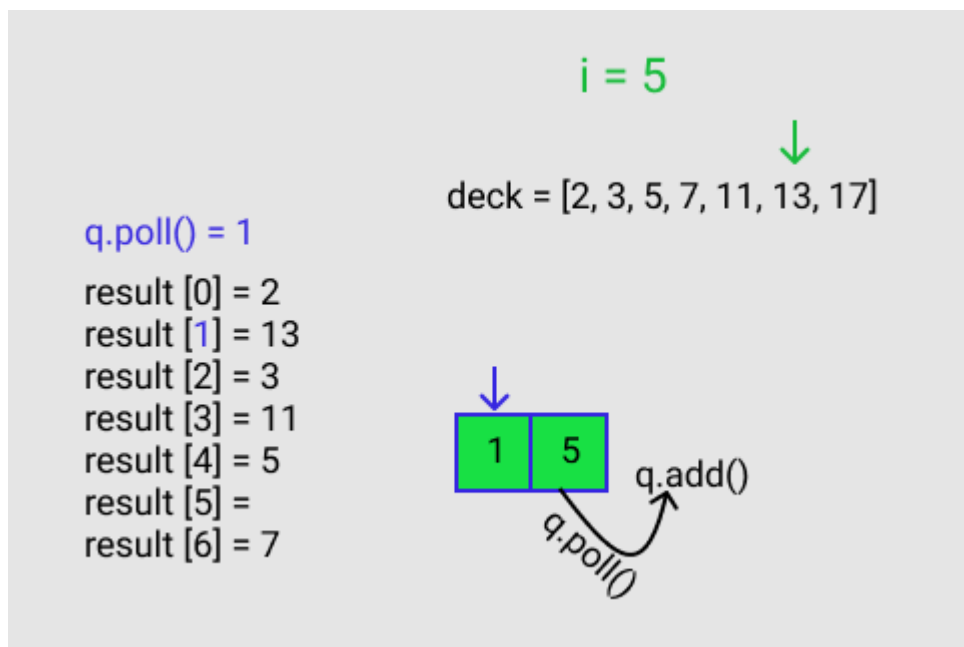 i = 5
deck = [2, 3, 5, 7, 11, 13, 17]
q.poll() = 1
result [0] = 2
result [1] = 13
result [2] = 3
result [3] = 11
result [4] = 5
result [5] =
result [6] = 7
1 5
q.add()
q.poll()